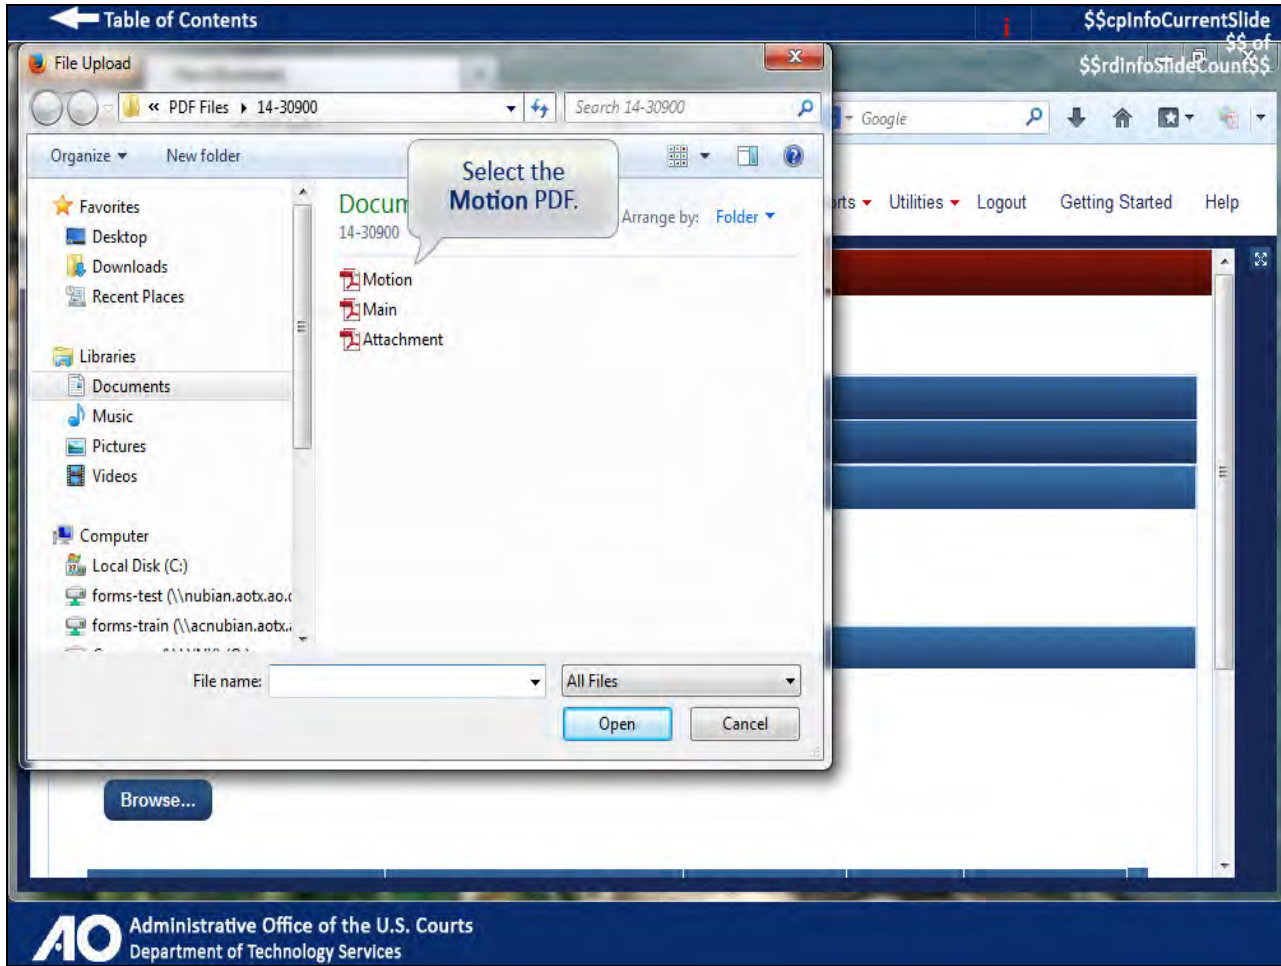 Table of Contents
i
$$cpInfoCurrentSlide
$$ of
$$rdInfoSlideCount$$
File Upload
« PDF Files 14-30900
Search 14-30900
Google
Organize
New folder
Select the
Motion PDF.
Favorites
Desktop
Downloads
Recent Places
Libraries
Documents
Music
Pictures
Videos
Computer
Local Disk (C:)
forms-test (\\nubian.aotx.ao.
forms-train (\\acnubian.aotx.
Docum
14-30900
Arrange by: Folder
Motion
Main
Attachment
Utilities
Logout
Getting Started
Help
File name:
All Files
Open
Cancel
Browse...
AO
Administrative Office of the U.S. Courts
Department of Technology Services